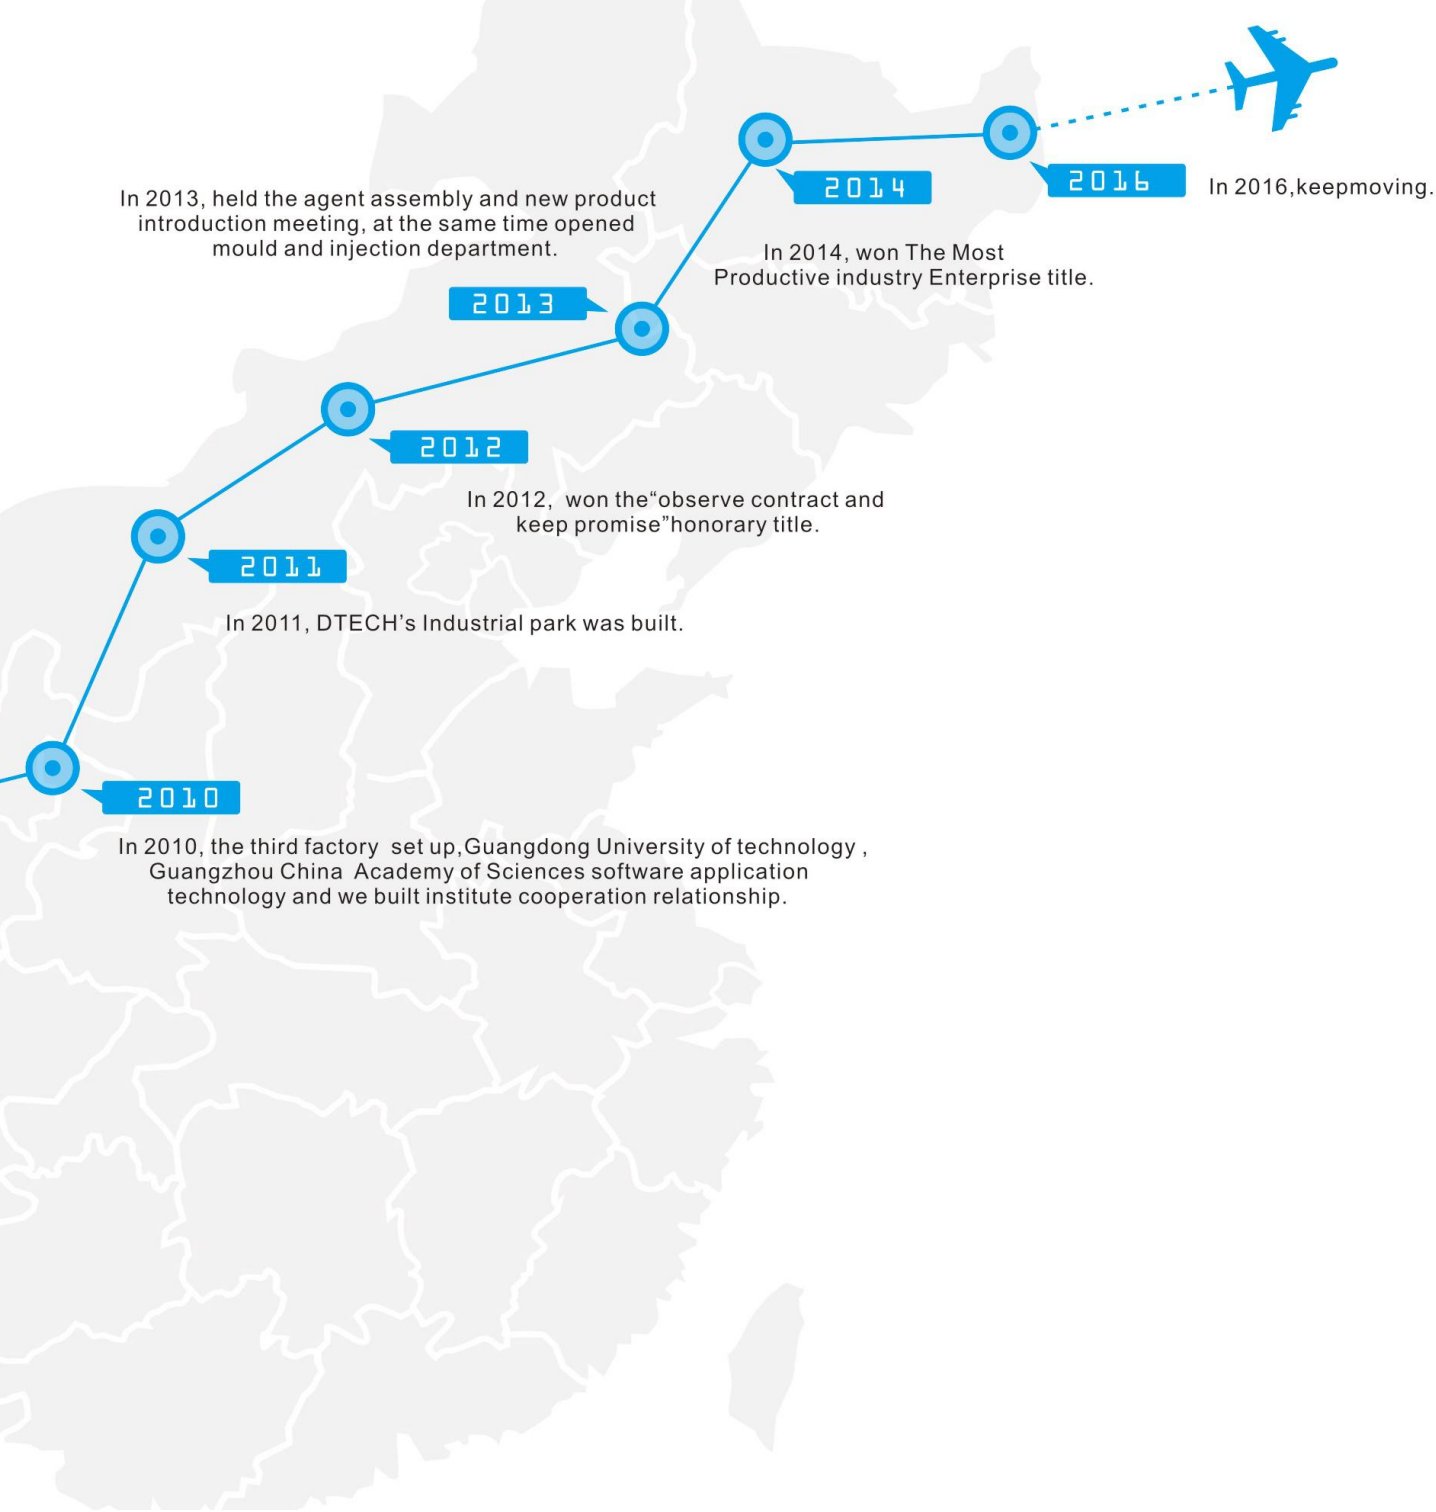 2016
In 2016,keepmoving.
2014
In 2014, won The Most
Productive industry Enterprise title.
In 2013, held the agent assembly and new product
introduction meeting, at the same time opened
mould and injection department.
2013
2012
In 2012, won the“observe contract and
keep promise”honorary title.
2011
In 2011, DTECH’s Industrial park was built.
2010
In 2010, the third factory set up,Guangdong University of technology ,
Guangzhou China Academy of Sciences software application
technology and we built institute cooperation relationship.